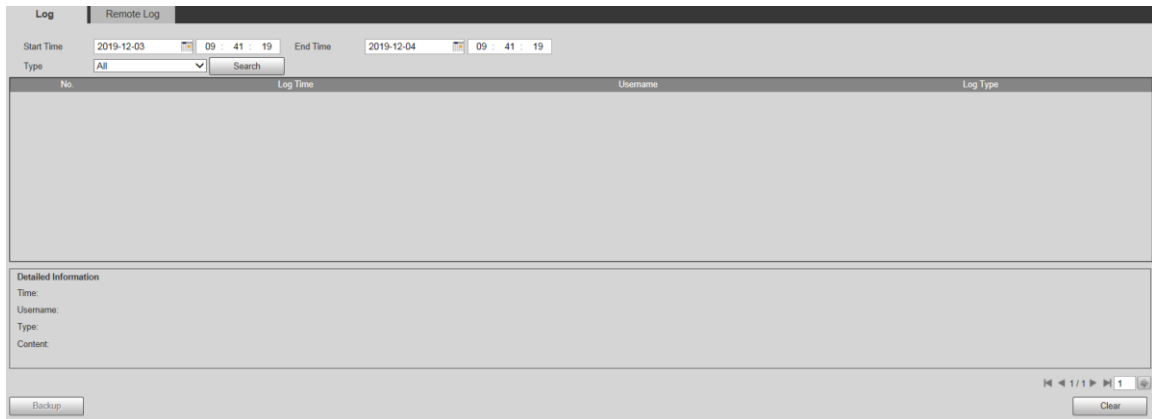 Log Remote Log
Start Time 2019-12-03 09 : 41 : 19 End Time 2019-12-04 09 : 41 : 19
Type All Search
No. Log Time Username Log Type
Detailed Information
Time:
Username:
Type:
Content:
1 / 1 1
Backup Clear